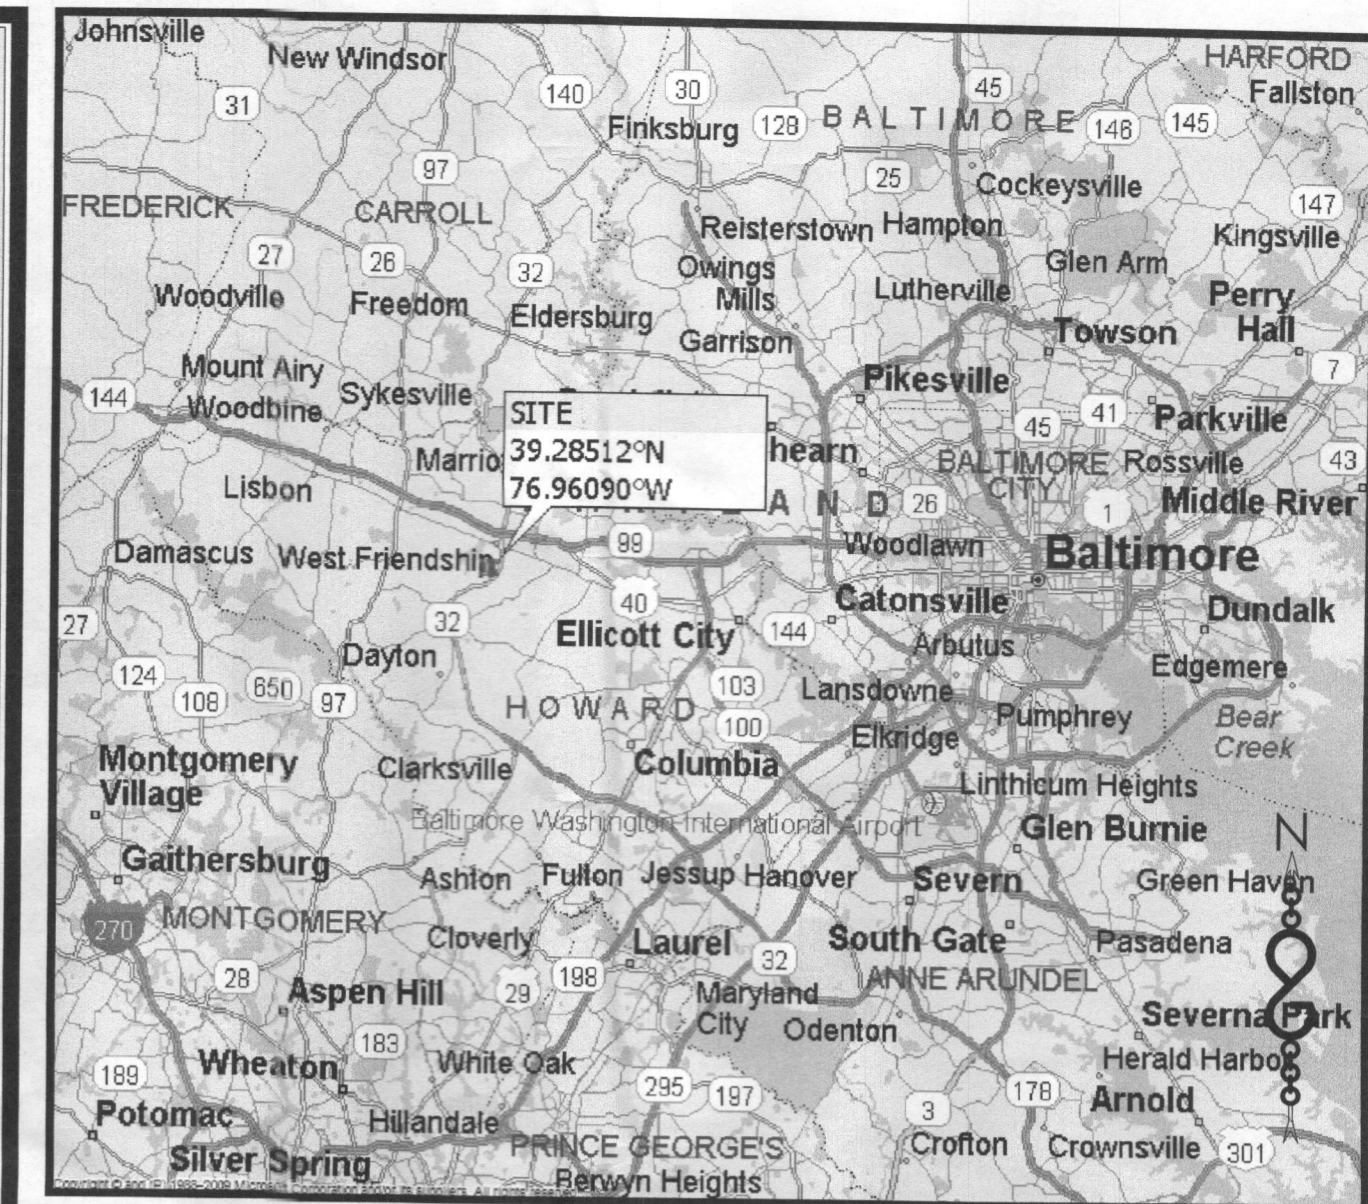 Johnsville
New Windsor
HARFORD
Fallston
31
140
30
45
Finksburg
128
BALTIMORE
146
145
97
25
Cockeysville
147
FREDERICK
CARROLL
Reisterstown
Hampton
Kingsville
27
26
32
Owings
Mills
Glen Arm
Woodville
Freedom
Eldersburg
Lutherville
Perry
Hall
Garrison
Towson
7
Mount Airy
Sykesville
Pikesville
144
Woodbine
SITE
39.28512°N
76.96090°W
45
41
Parkville
Marrio
hearn
BALTIMORE
CITY
Rossville
43
Lisbon
AND
26
1
Middle River
Damascus
West Friendship
99
Woodlawn
Baltimore
27
32
40
Catonsville
Dundalk
Ellicott City
144
Arbutus
Dayton
Edgemere
124
108
650
97
103
Lansdowne
HOWARD
100
Pumphrey
Bear
Creek
Elkridge
Montgomery
Village
Clarksville
Columbia
Linthicum Heights
Baltimore Washington International Airport
Glen Burnie
N
Gaithersburg
Ashton
Fulton
Jessup
Hanover
Severn
Green Haven
270
MONTGOMERY
Cloverly
Laurel
South Gate
Pasadena
28
Aspen Hill
29
198
32
ANNE ARUNDEL
Maryland
City
Odenton
Severna Park
183
Wheaton
White Oak
Herald Harbor
189
295
197
3
178
Arnold
Potomac
Hillandale
PRINCE GEORGE'S
Crofton
Crownsville
301
Silver Spring
Berwyn Heights